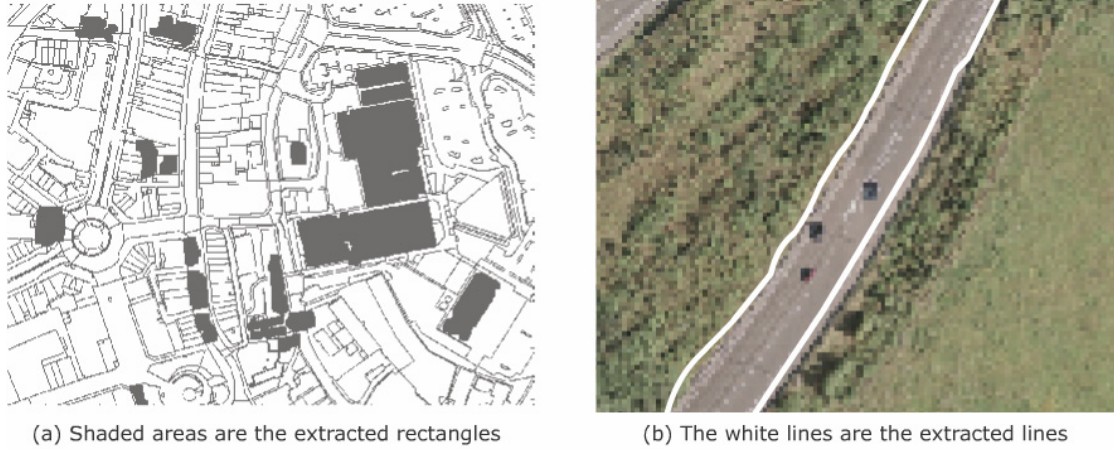 (a) Shaded areas are the extracted rectangles
(b) The white lines are the extracted lines